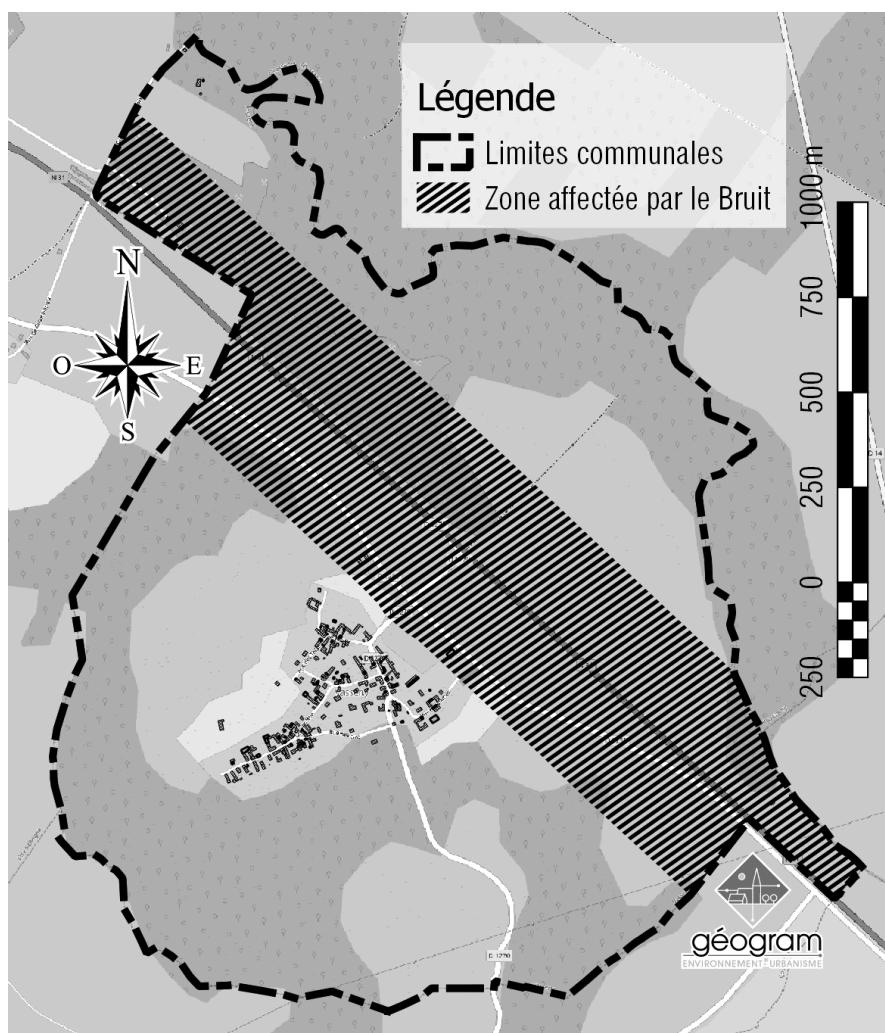 Légende
Limites communales
Zone affectée par le Bruit
N31
N
O
E
S
1000 m
750
500
250
0
250
D 14
D 1270
géogram
ENVIRONNEMENT URBANISME